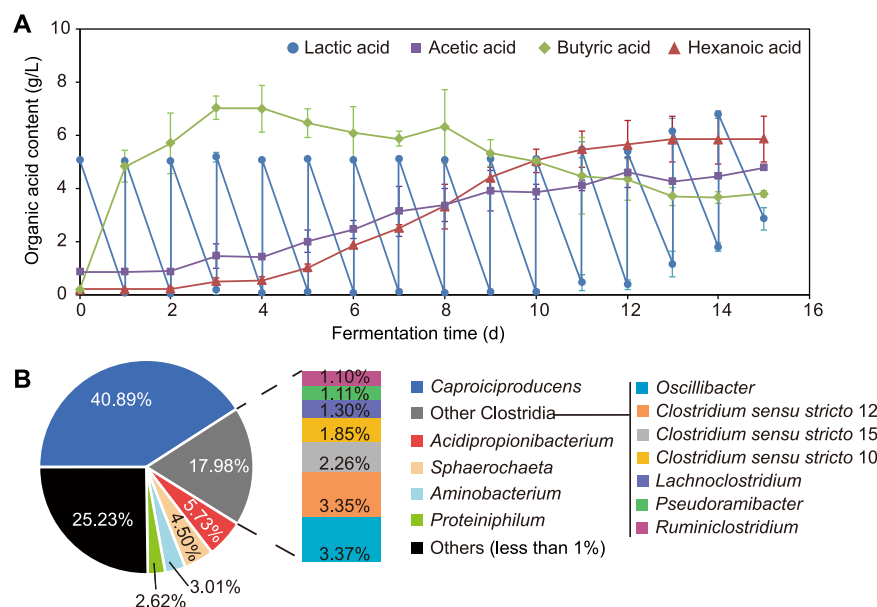 A
Organic acid content (g/L)
10
8
6
4
2
0
Lactic acid Acetic acid Butyric acid Hexanoic acid
0 2 4 6 8 10 12 14 16
Fermentation time (d)
B
40.89%
17.98%
5.73%
4.50%
3.01%
2.62%
25.23%
1.10%
1.11%
1.30%
1.85%
2.26%
3.35%
3.37%
Caproiciproducens
Other Clostridia
Acidipropionibacterium
Sphaerochaeta
Aminobacterium
Proteiniphilum
Others (less than 1%)
Oscillibacter
Clostridium sensu stricto 12
Clostridium sensu stricto 15
Clostridium sensu stricto 10
Lachnoclostridium
Pseudoramibacter
Ruminiclostridium